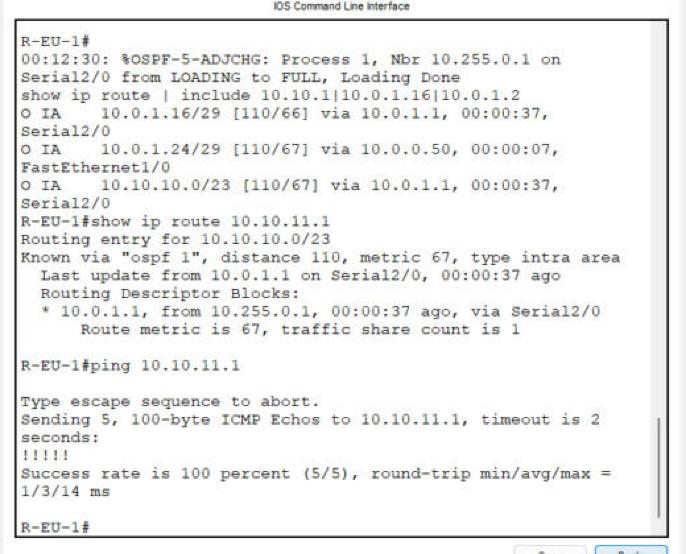 IOS Command Line Interface
R-EU-1#
00:12:30: %OSPF-5-ADJCHG: Process 1, Nbr 10.255.0.1 on
Serial2/0 from LOADING to FULL, Loading Done
show ip route | include 10.10.1|10.0.1.16|10.0.1.2
O IA    10.0.1.16/29 [110/66] via 10.0.1.1, 00:00:37,
Serial2/0
O IA    10.0.1.24/29 [110/67] via 10.0.0.50, 00:00:07,
FastEthernet1/0
O IA    10.10.10.0/23 [110/67] via 10.0.1.1, 00:00:37,
Serial2/0
R-EU-1#show ip route 10.10.11.1
Routing entry for 10.10.10.0/23
Known via "ospf 1", distance 110, metric 67, type intra area
  Last update from 10.0.1.1 on Serial2/0, 00:00:37 ago
  Routing Descriptor Blocks:
  * 10.0.1.1, from 10.255.0.1, 00:00:37 ago, via Serial2/0
      Route metric is 67, traffic share count is 1
R-EU-1#ping 10.10.11.1
Type escape sequence to abort.
Sending 5, 100-byte ICMP Echos to 10.10.11.1, timeout is 2
seconds:
!!!!!
Success rate is 100 percent (5/5), round-trip min/avg/max =
1/3/14 ms
R-EU-1#